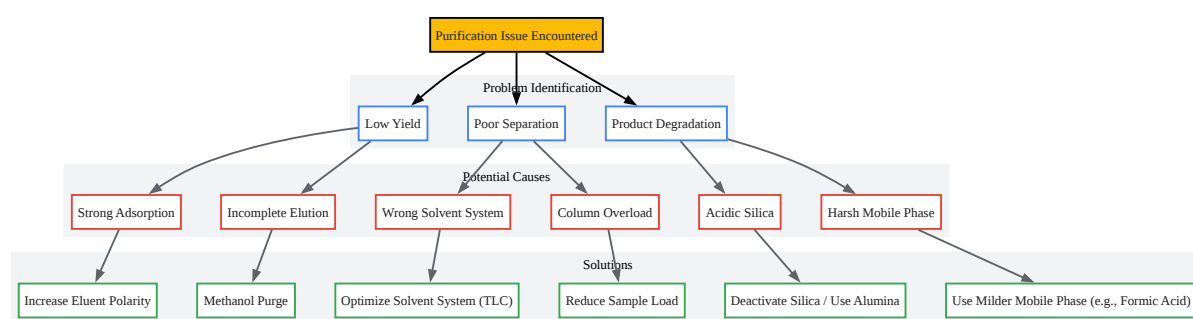 Purification Issue Encountered
Problem Identification
Low Yield
Poor Separation
Product Degradation
Potential Causes
Strong Adsorption
Incomplete Elution
Wrong Solvent System
Column Overload
Acidic Silica
Harsh Mobile Phase
Solutions
Increase Eluent Polarity
Methanol Purge
Optimize Solvent System (TLC)
Reduce Sample Load
Deactivate Silica / Use Alumina
Use Milder Mobile Phase (e.g., Formic Acid)